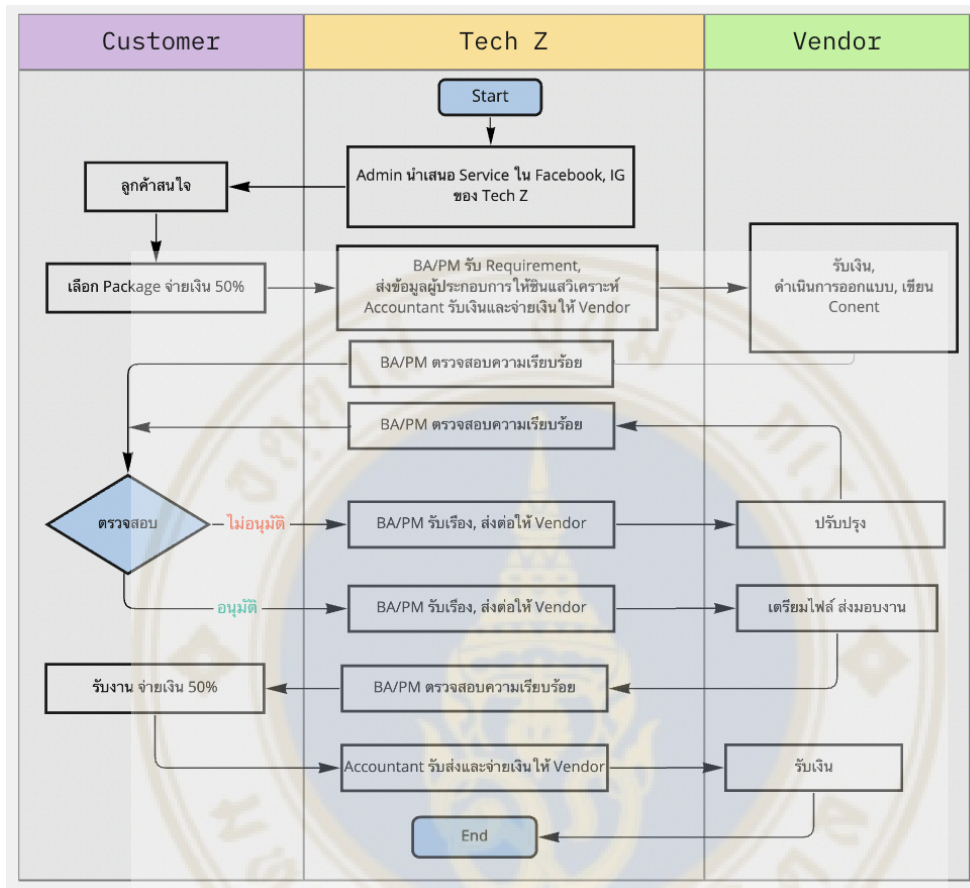 Customer
Tech Z
Vendor
Start
Admin นำเสนอ Service ใน Facebook, IG
ของ Tech Z
ลูกค้าสนใจ
เลือก Package จ่ายเงิน 50%
BA/PM รับ Requirement,
ส่งข้อมูลผู้ประกอบการให้ซินแสวิเคราะห์
Accountant รับเงินและจ่ายเงินให้ Vendor
รับเงิน,
ดำเนินการออกแบบ, เขียน
Conent
BA/PM ตรวจสอบความเรียบร้อย
BA/PM ตรวจสอบความเรียบร้อย
ตรวจสอบ
ไม่อนุมัติ
BA/PM รับเรื่อง, ส่งต่อให้ Vendor
ปรับปรุง
อนุมัติ
BA/PM รับเรื่อง, ส่งต่อให้ Vendor
เตรียมไฟล์ ส่งมอบงาน
รับงาน จ่ายเงิน 50%
BA/PM ตรวจสอบความเรียบร้อย
Accountant รับส่งและจ่ายเงินให้ Vendor
รับเงิน
End